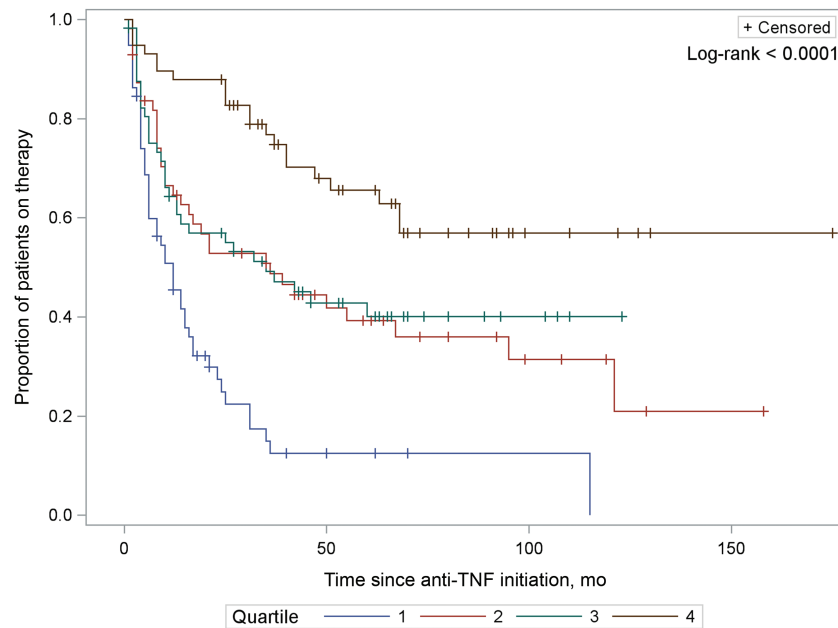 + Censored
Log-rank < 0.0001
Proportion of patients on therapy
1.0
0.8
0.6
0.4
0.2
0.0
0 50 100 150
Time since anti-TNF initiation, mo
Quartile 1 2 3 4